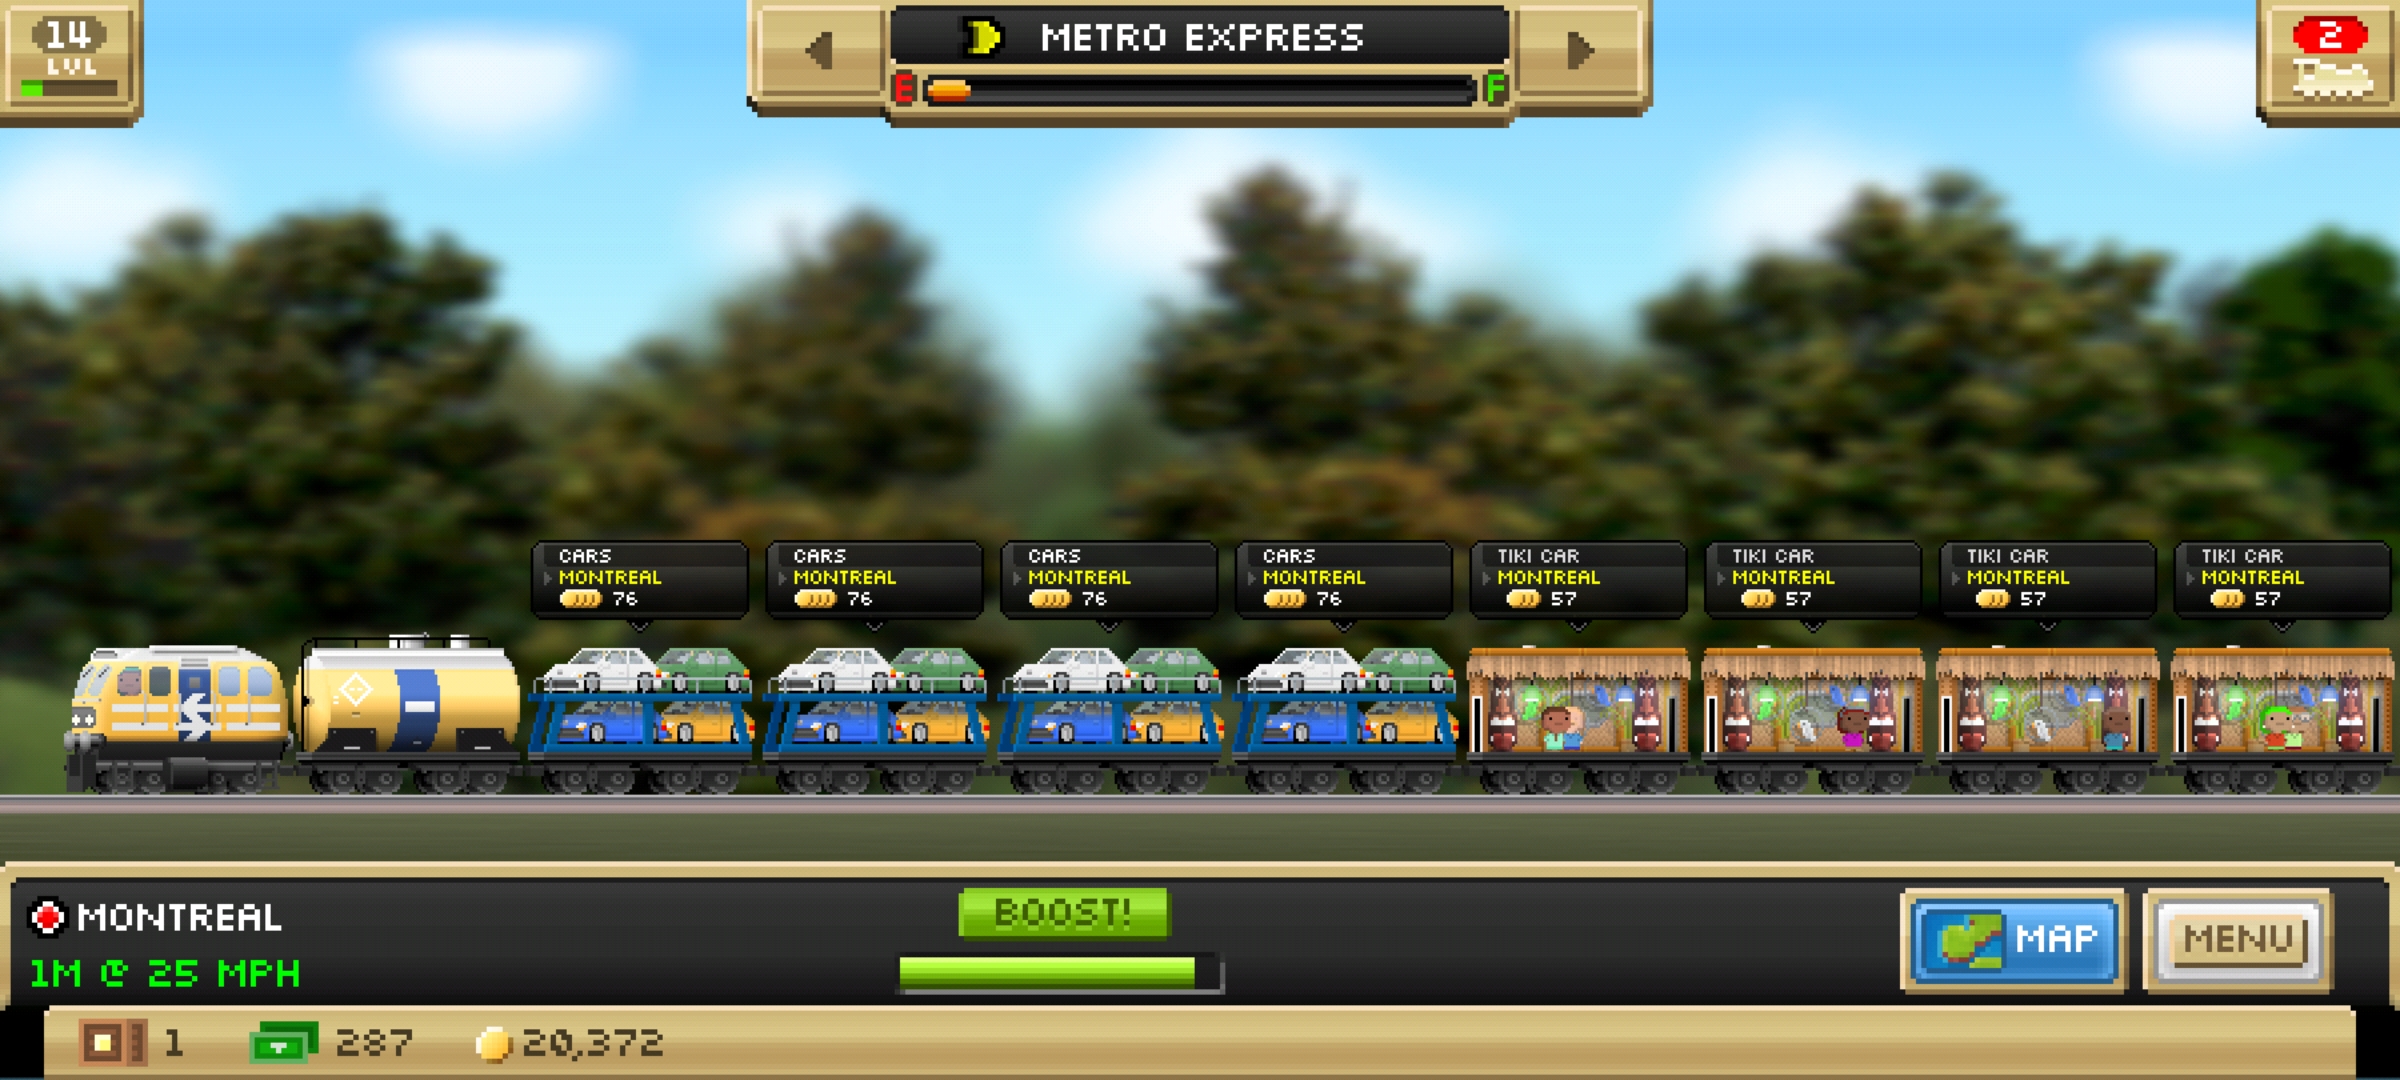 14
LVL
METRO EXPRESS
E F
2
CARS
MONTREAL
76
CARS
MONTREAL
76
CARS
MONTREAL
76
CARS
MONTREAL
76
TIKI CAR
MONTREAL
57
TIKI CAR
MONTREAL
57
TIKI CAR
MONTREAL
57
TIKI CAR
MONTREAL
57
MONTREAL
1M @ 25 MPH
BOOST!
MAP
MENU
1 287 20,372